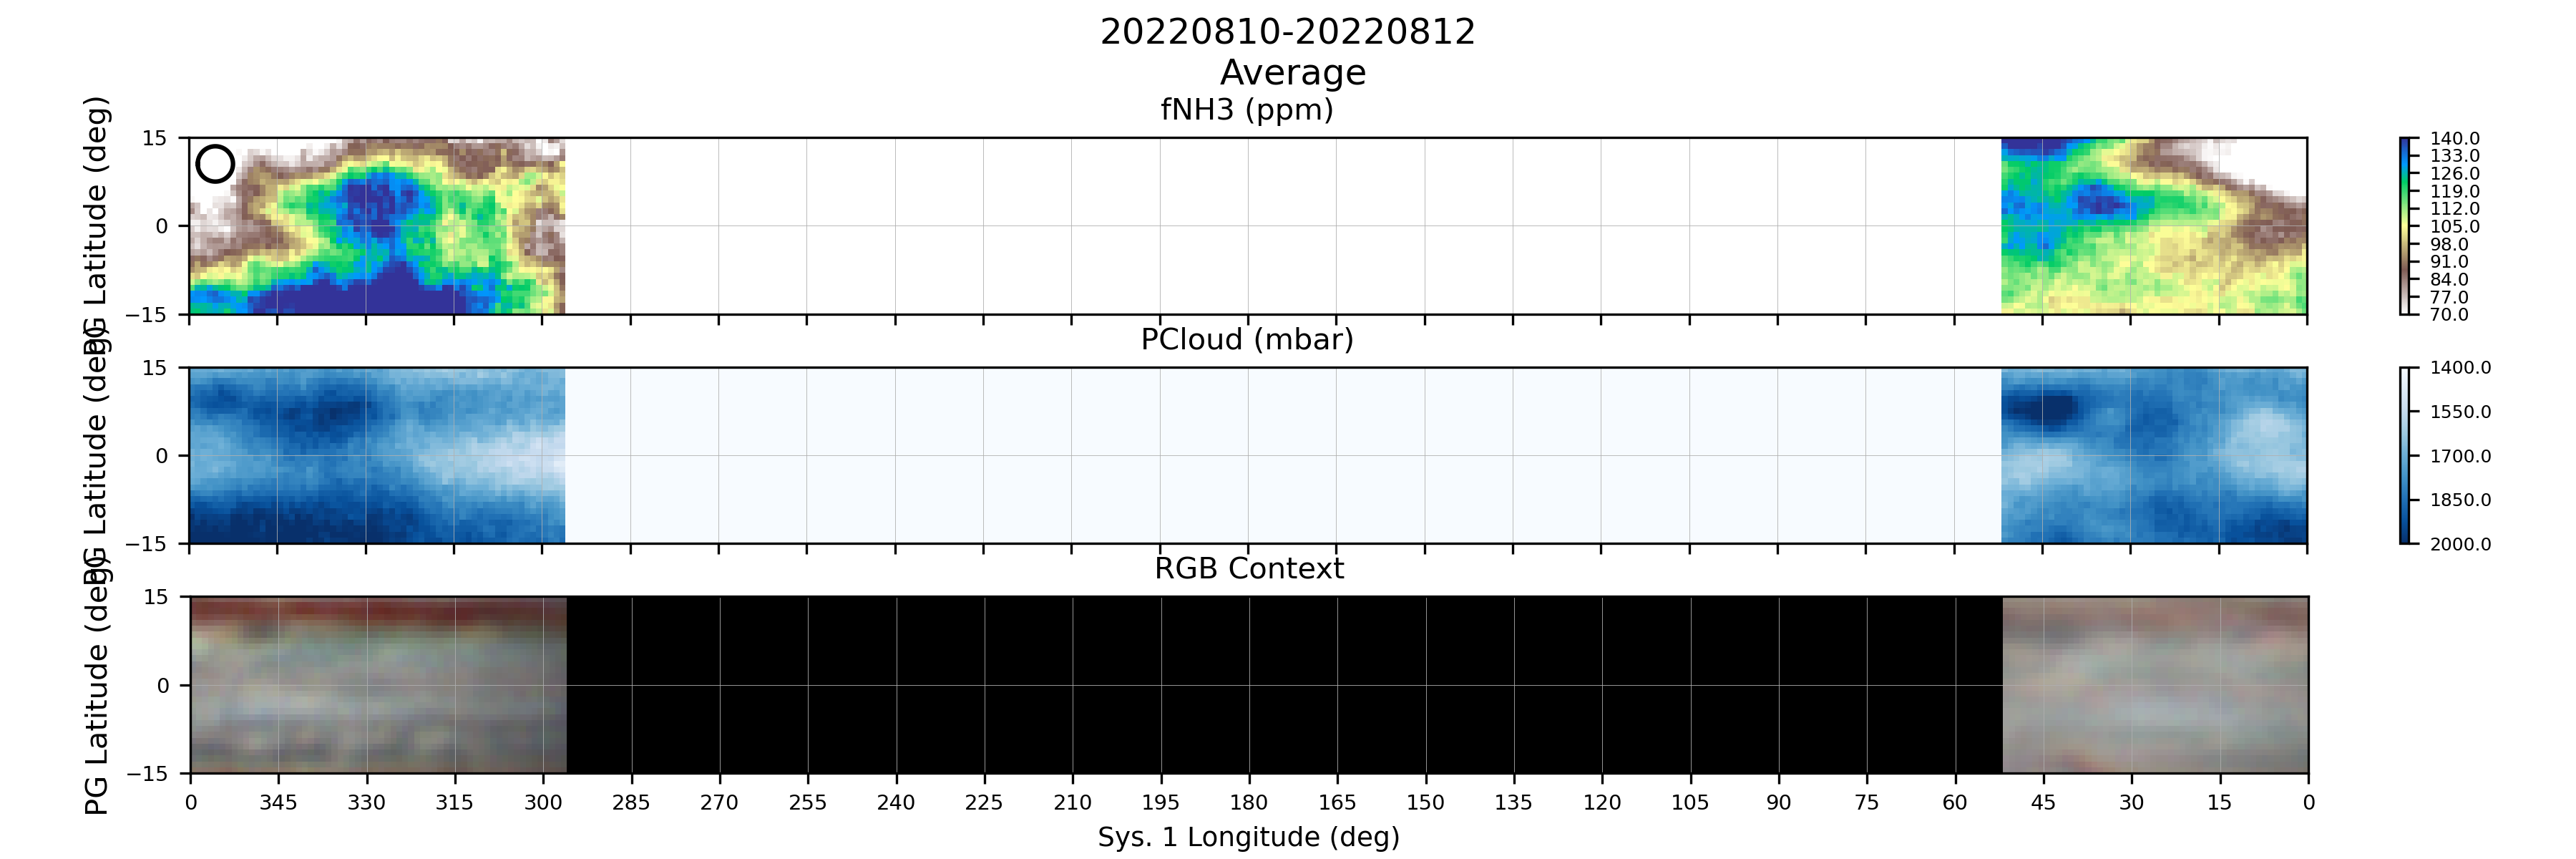 20220810-20220812
Average
fNH3 (ppm)
PG Latitude (deg)
15
0
−15
140.0
133.0
126.0
119.0
112.0
105.0
98.0
91.0
84.0
77.0
70.0
PCloud (mbar)
PG Latitude (deg)
15
0
−15
1400.0
1550.0
1700.0
1850.0
2000.0
RGB Context
PG Latitude (deg)
15
0
−15
0 345 330 315 300 285 270 255 240 225 210 195 180 165 150 135 120 105 90 75 60 45 30 15 0
Sys. 1 Longitude (deg)